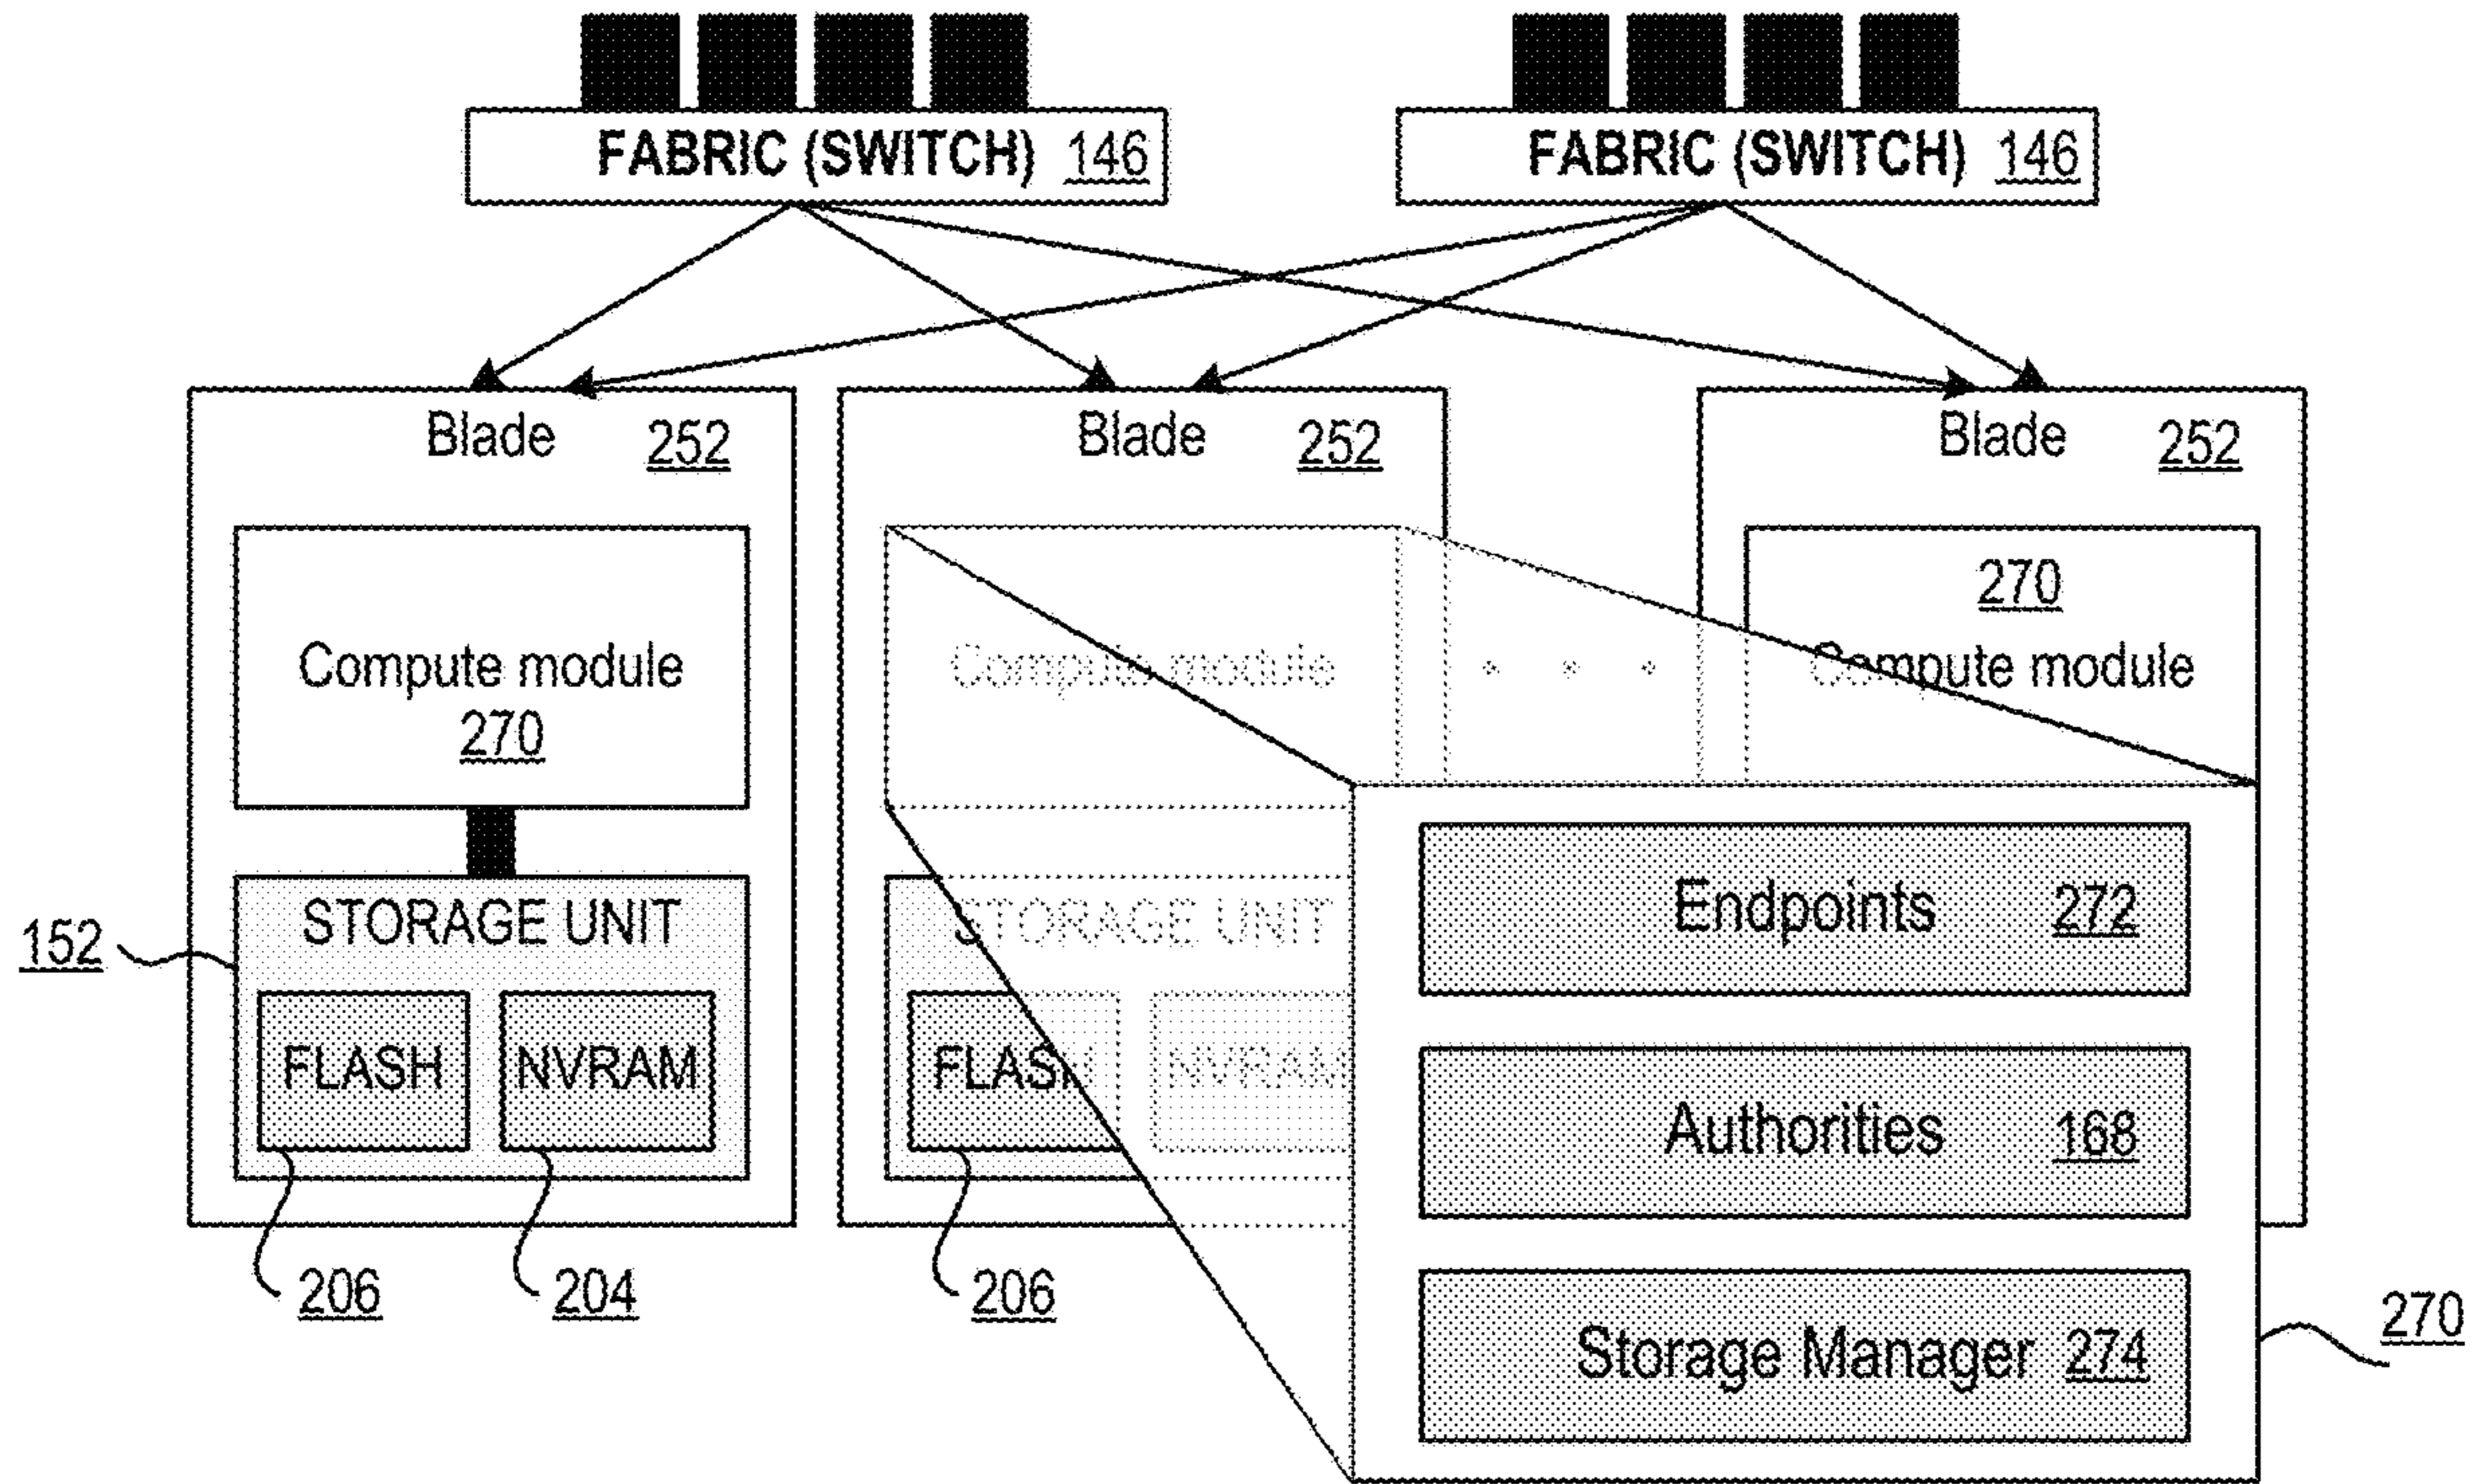 FABRIC (SWITCH) 146
FABRIC (SWITCH) 146
Blade 252
Blade 252
Blade 252
Compute module
270
Compute module
270
Compute module
152
STORAGE UNIT
FLASH
NVRAM
206
204
STORAGE UNIT
FLASH
NVRAM
206
Endpoints 272
Authorities 168
Storage Manager 274
270